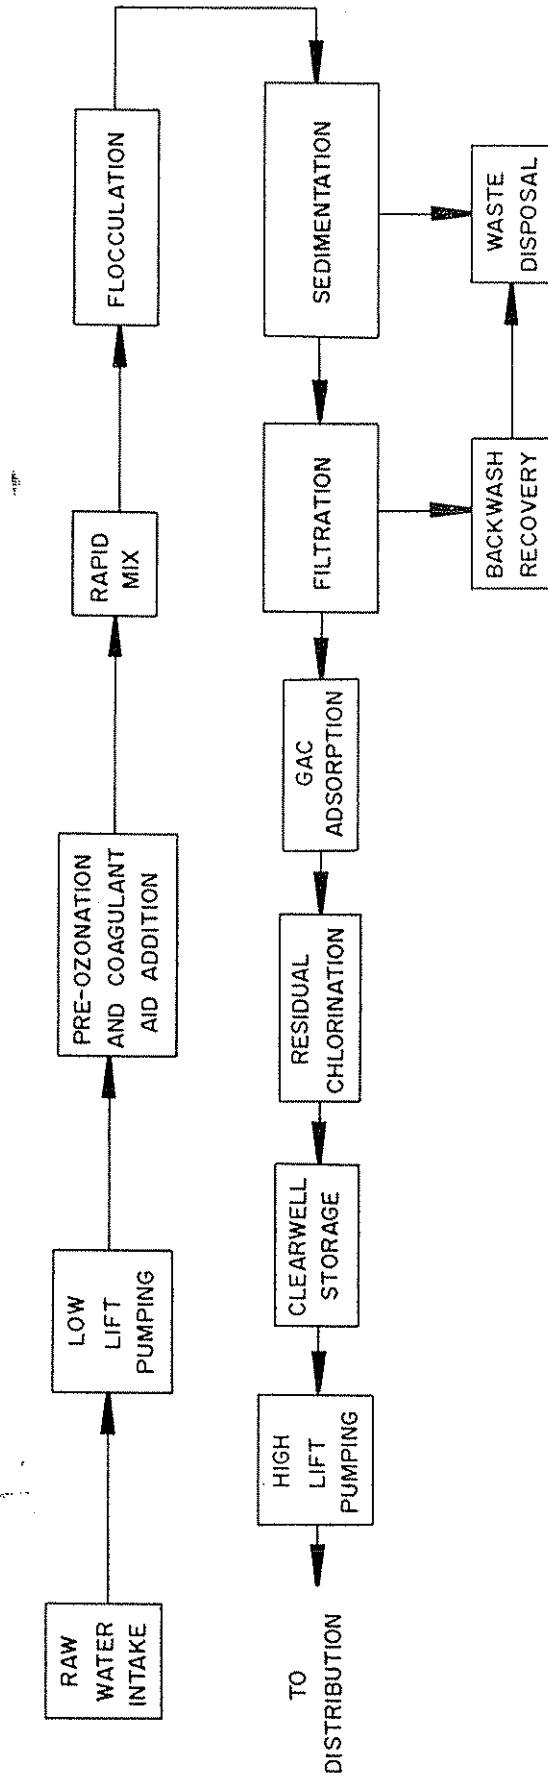 RAW
WATER
INTAKE
LOW
LIFT
PUMPING
PRE-OZONATION
AND COAGULANT
AID ADDITION
RAPID
MIX
FLOCCULATION
SEDIMENTATION
FILTRATION
GAC
ADSORPTION
RESIDUAL
CHLORINATION
CLEARWELL
STORAGE
HIGH
LIFT
PUMPING
TO
DISTRIBUTION
BACKWASH
RECOVERY
WASTE
DISPOSAL